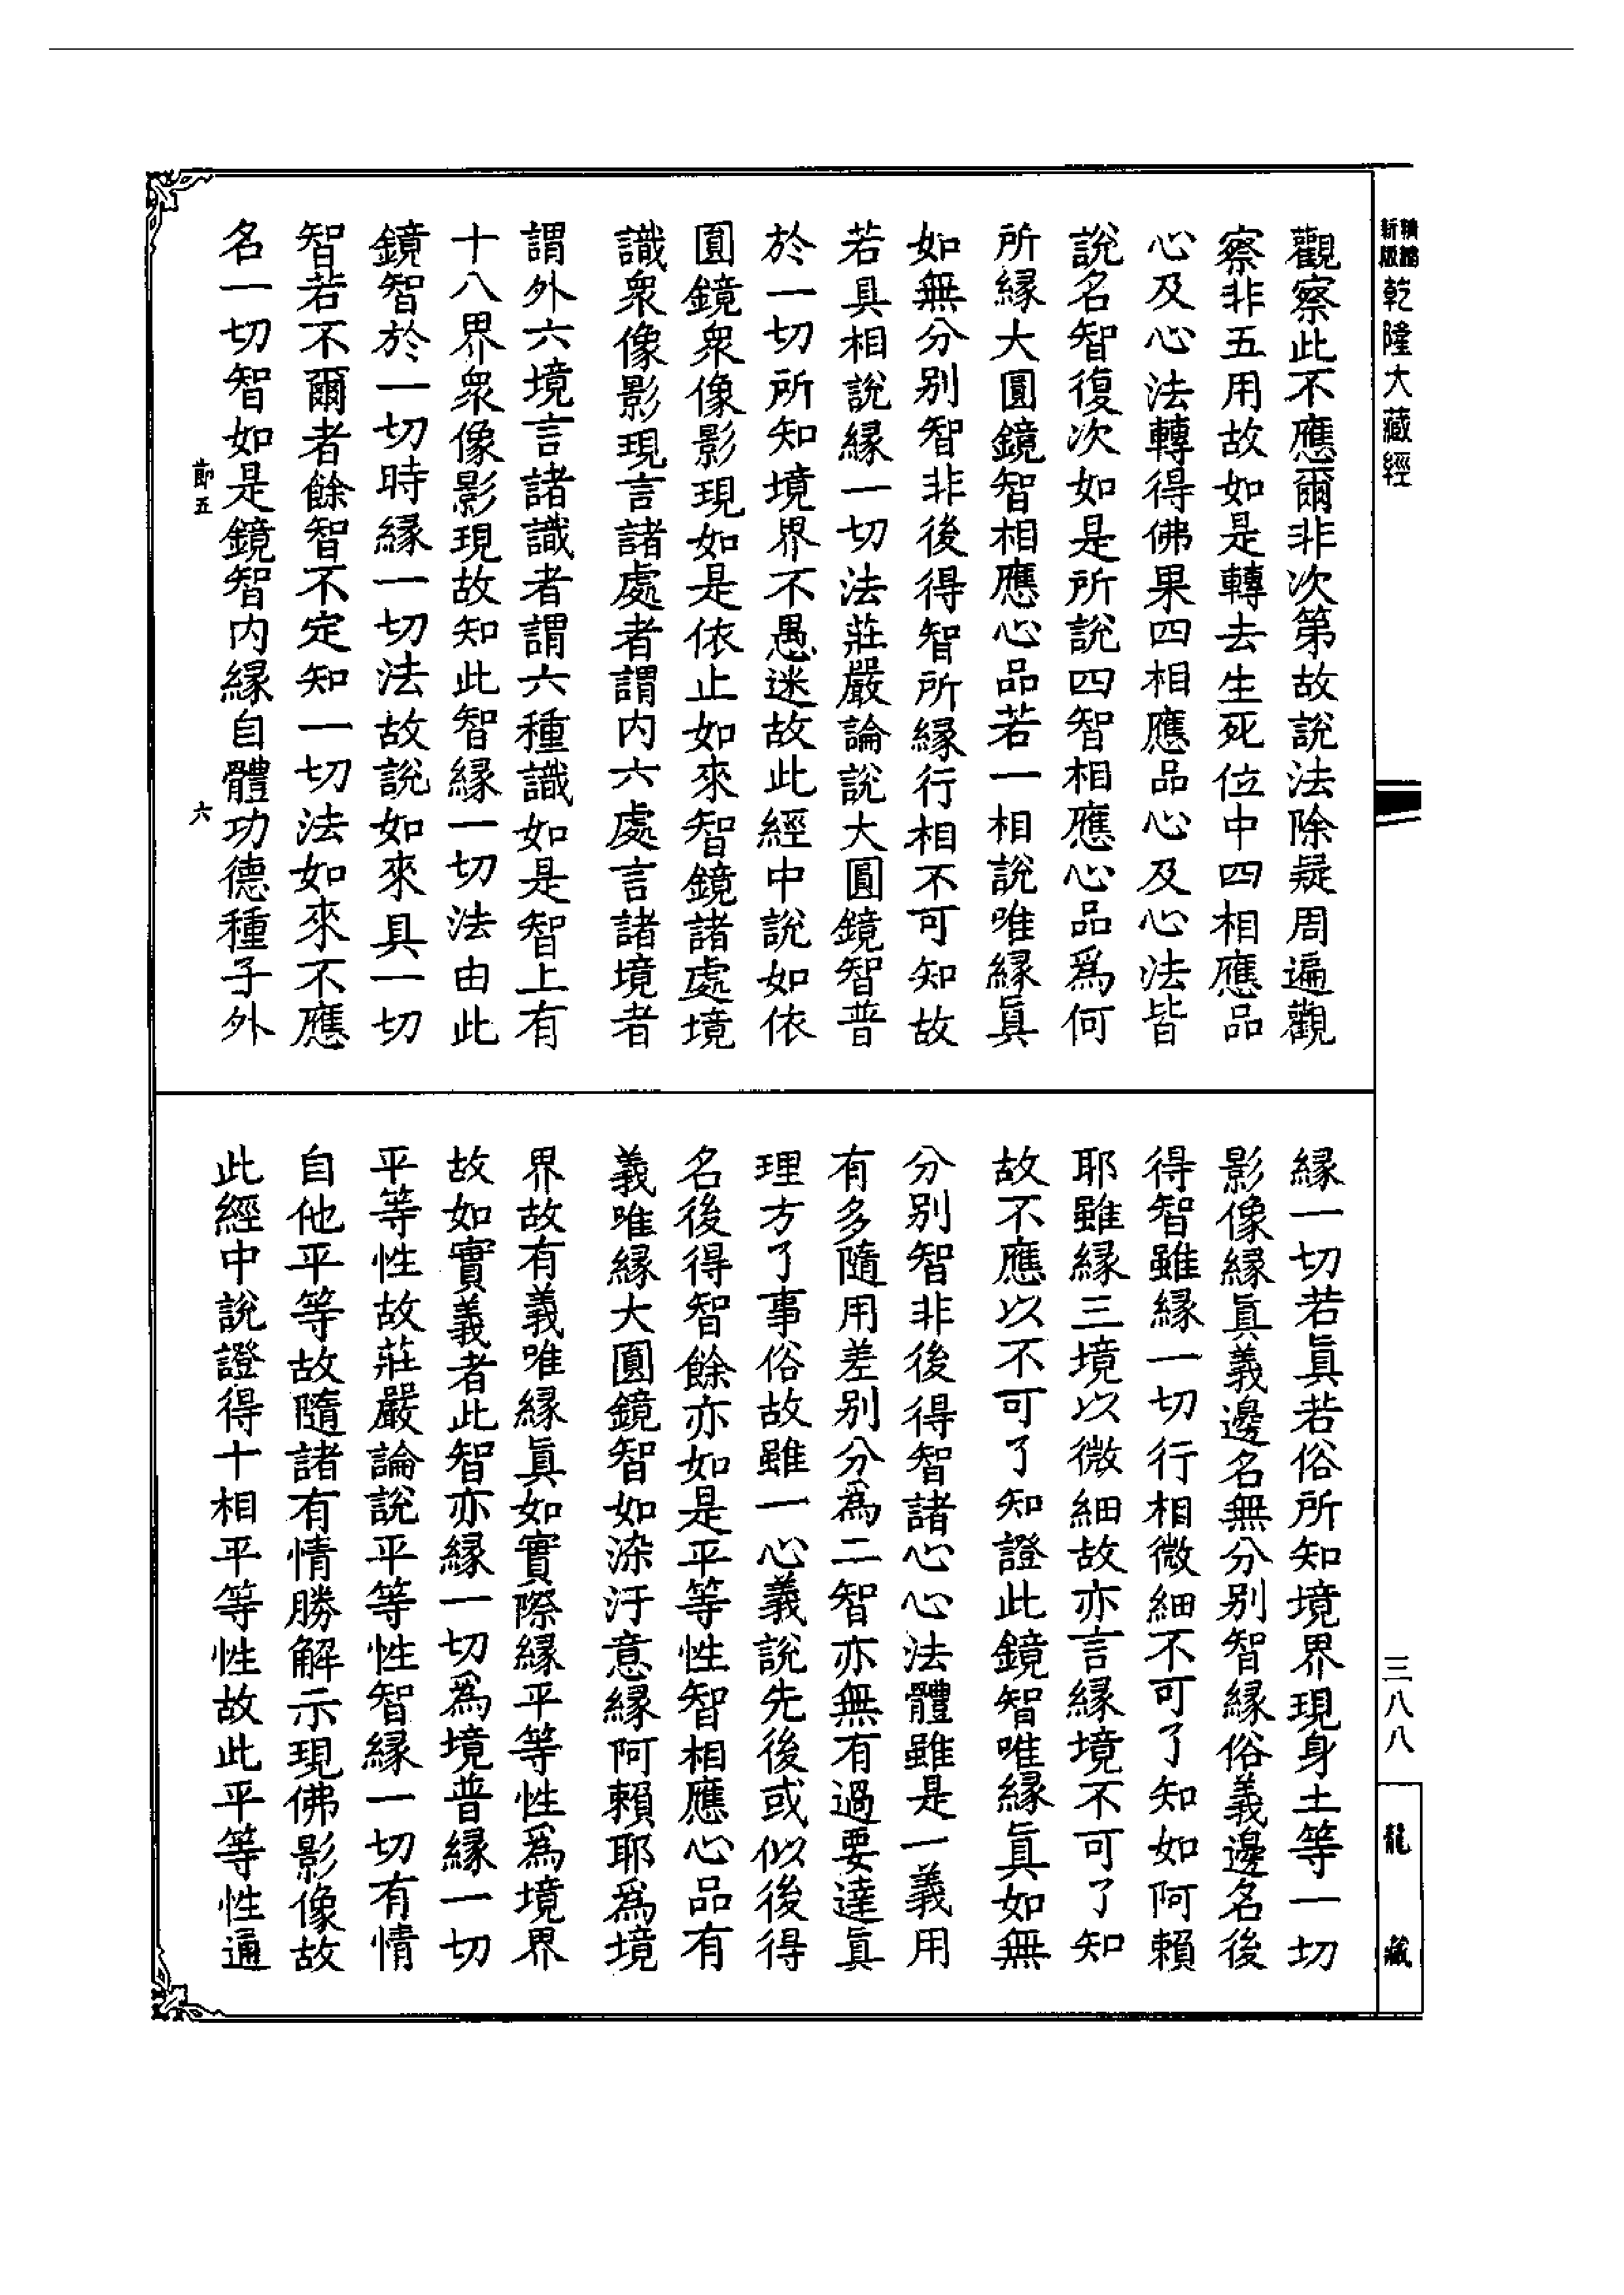 新版
乾隆大藏經
三八八
龍藏
觀察此不應爾非次第故說法除疑周遍觀
察非五用故如是轉去生死位中四相應品
心及心法轉得佛果四相應品心及心法皆
說名智復次如是所說四智相應心品為何
所緣大圓鏡智相應心品若一相說唯緣眞
如無分别智非後得智所緣行相不可知故
若具相說緣一切法莊嚴論說大圓鏡智普
於一切所知境界不愚迷故此經中說如依
圓鏡衆像影現如是依止如來智鏡諸處境
識衆像影現言諸處者謂内六處言諸境者
謂外六境言諸識者謂六種識如是智上有
十八界衆像影現故知此智緣一切法由此
鏡智於一切時緣一切法故說如來具一切
智若不爾者餘智不定知一切法如來不應
名一切智如是鏡智内緣自體功德種子外
節五
六
緣一切若眞若俗所知境界現身土等一切
影像緣眞義邊名無分别智緣俗義邊名後
得智雖緣一切行相微細不可了知如阿賴
耶雖緣三境以微細故亦言緣境不可了知
故不應以不可了知證此鏡智唯緣眞如無
分别智非後得智諸心心法體雖是一義用
有多隨用差别分為二智亦無有過要達眞
理方了事俗故雖一心義說先後或似後得
名後得智餘亦如是平等性智相應心品有
義唯緣大圓鏡智如染汙意緣阿賴耶為境
界故有義唯緣眞如實際緣平等性為境界
故如實義者此智亦緣一切為境普緣一切
平等性故莊嚴論說平等性智緣一切有情
自他平等故隨諸有情勝解示現佛影像故
此經中說證得十相平等性故此平等性通